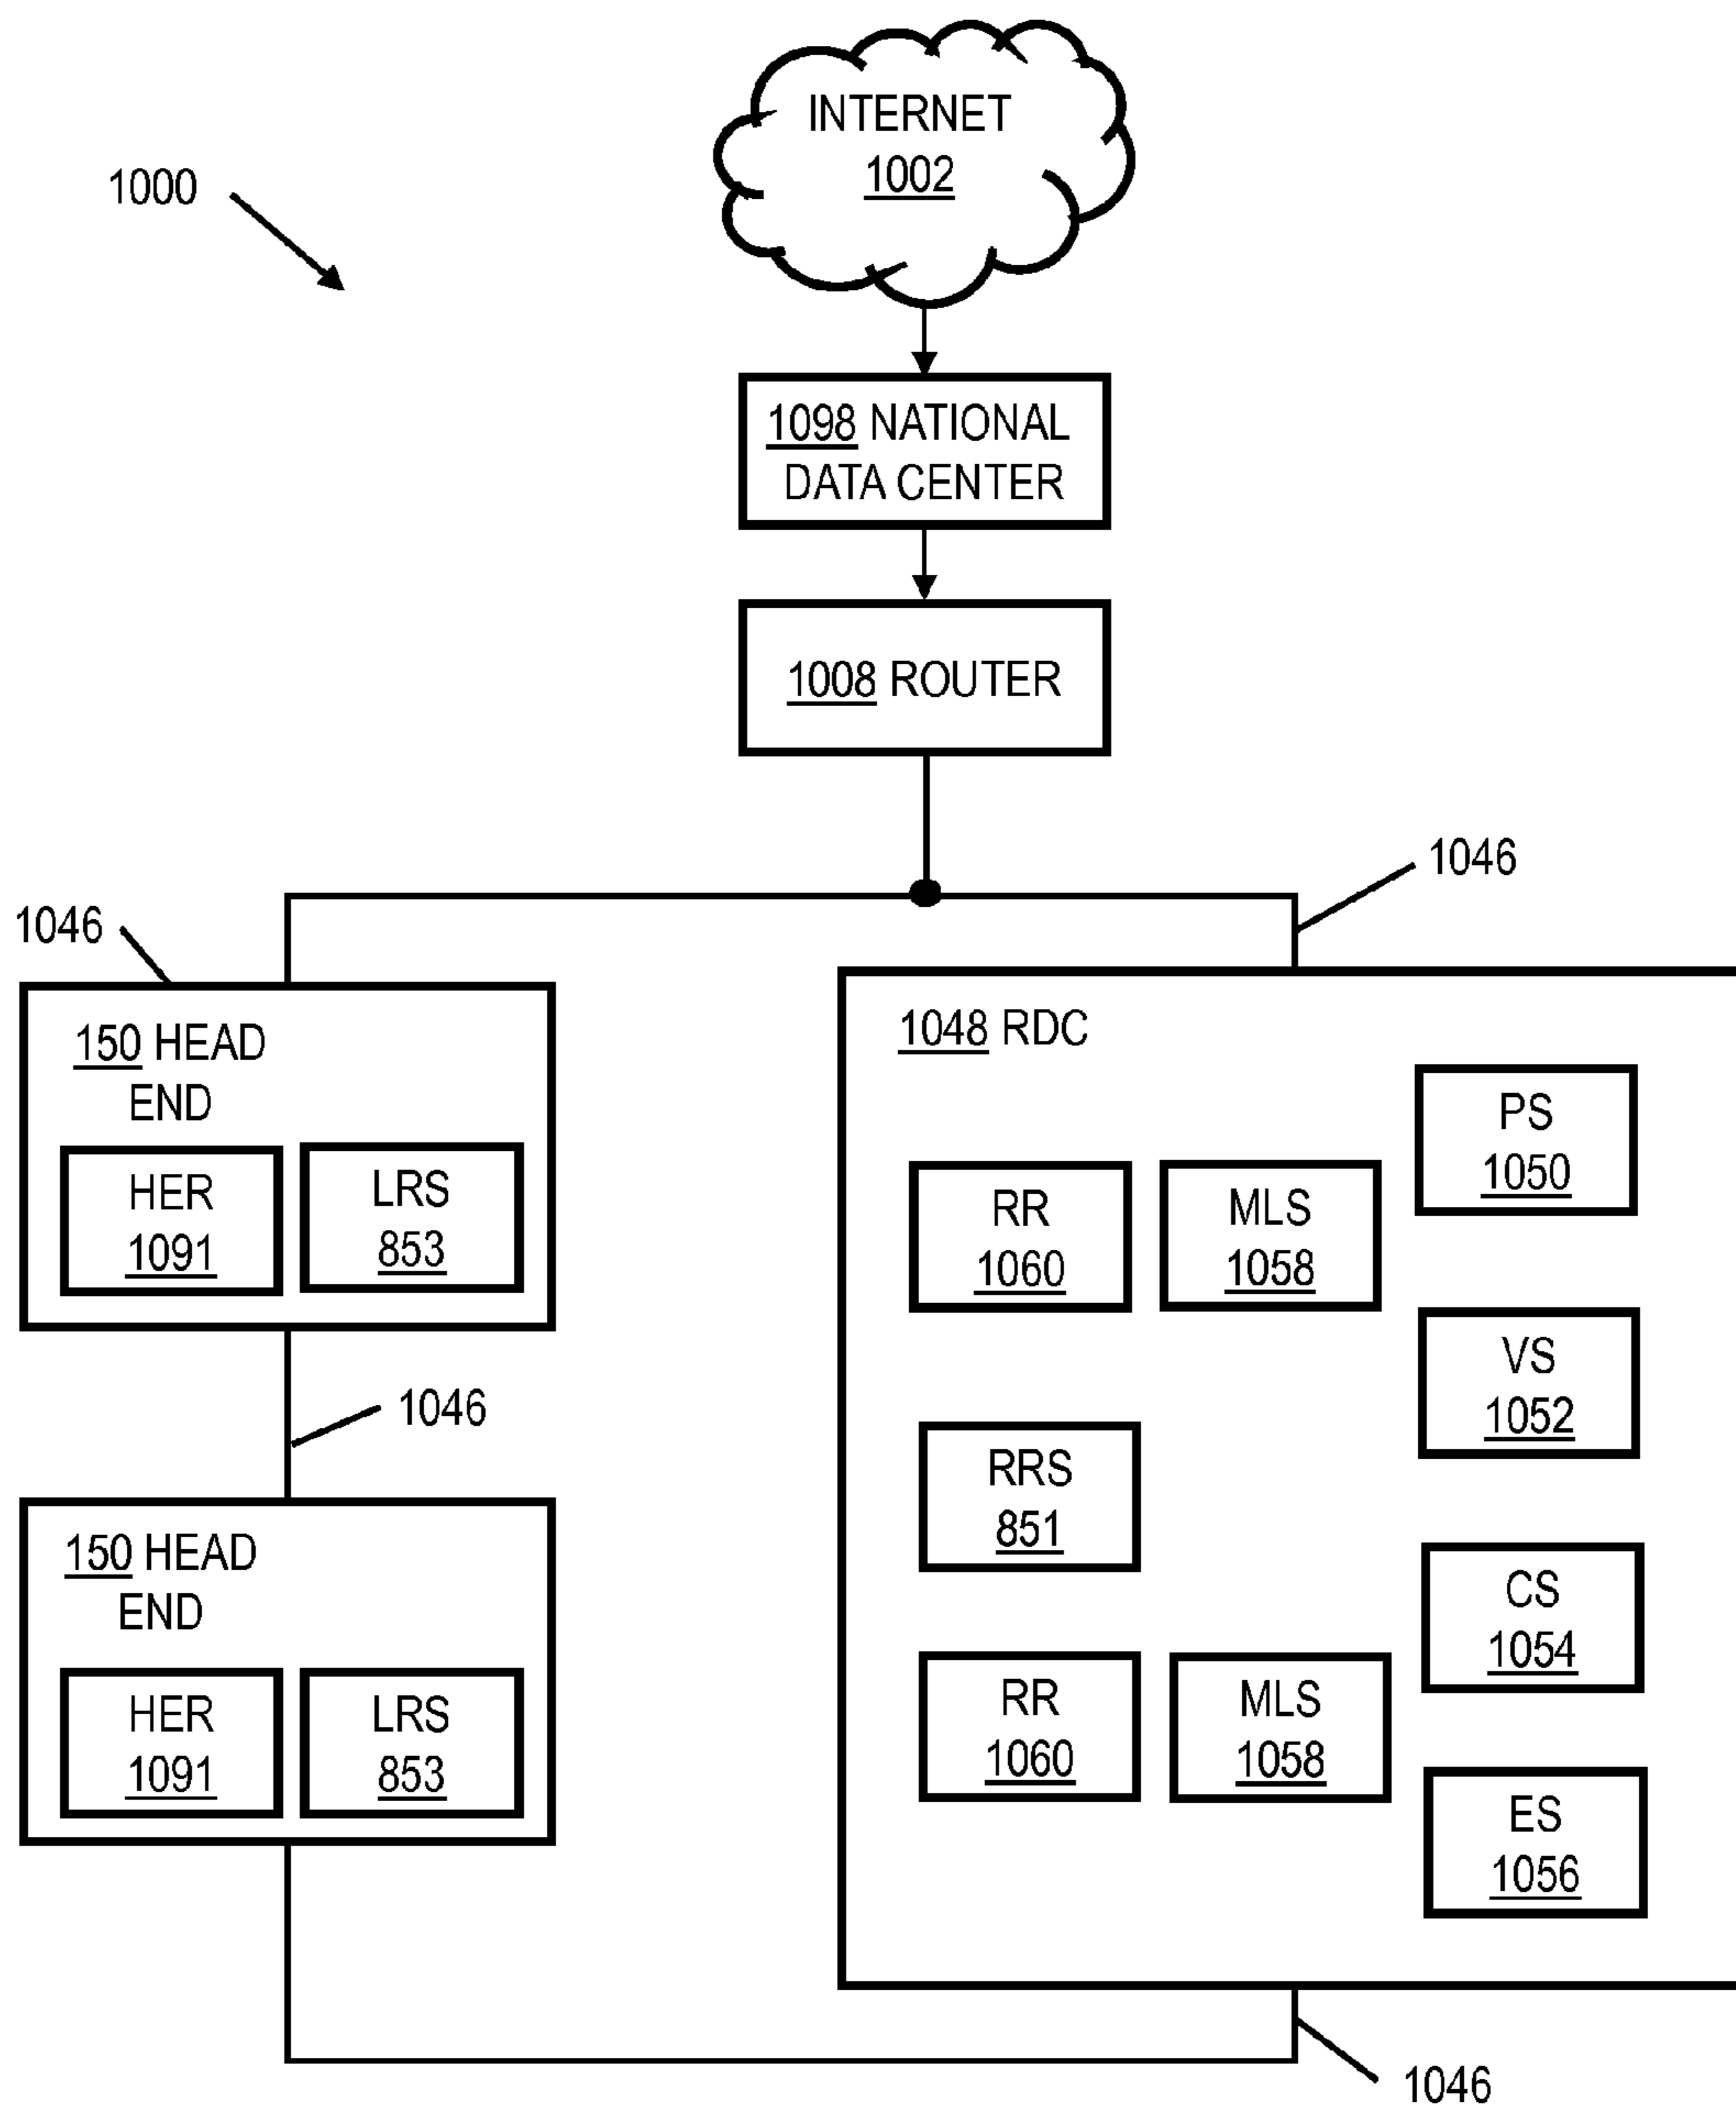 INTERNET
1002
1000
1098 NATIONAL
DATA CENTER
1008 ROUTER
1046
1046
150 HEAD
END
HER
1091
LRS
853
1046
150 HEAD
END
HER
1091
LRS
853
1048 RDC
PS
1050
RR
1060
MLS
1058
VS
1052
RRS
851
CS
1054
RR
1060
MLS
1058
ES
1056
1046